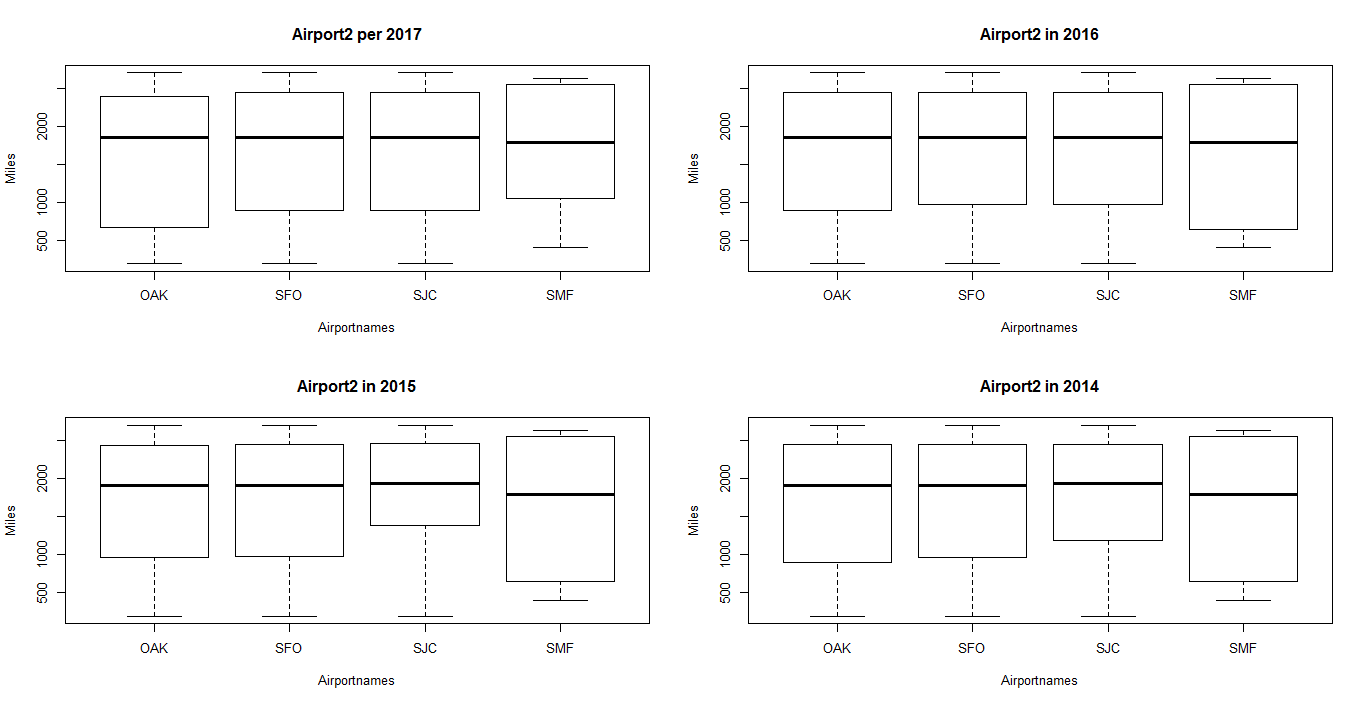 Airport2 per 2017
Miles
2000
1000
500
OAK SFO SJC SMF
Airportnames
Airport2 in 2016
Miles
2000
1000
500
OAK SFO SJC SMF
Airportnames
Airport2 in 2015
Miles
2000
1000
500
OAK SFO SJC SMF
Airportnames
Airport2 in 2014
Miles
2000
1000
500
OAK SFO SJC SMF
Airportnames